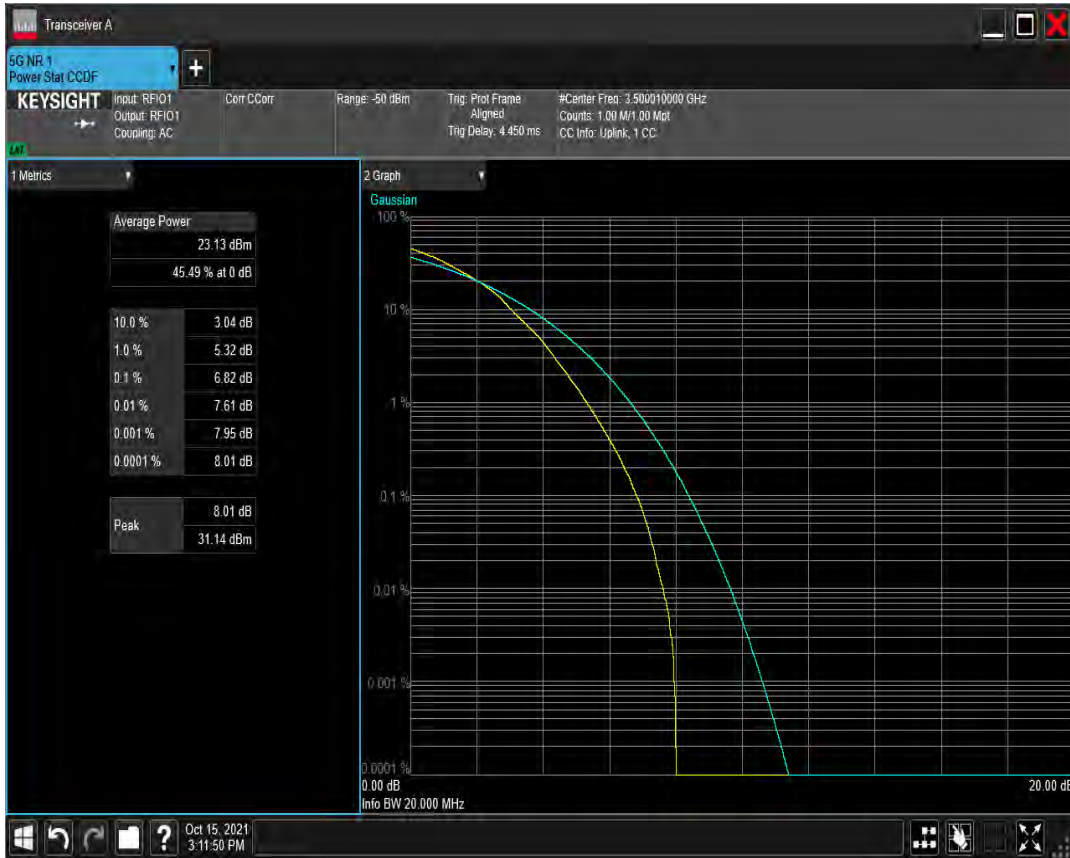 Transceiver A
5G NR 1
Power Stat CCDF
+
KEYSIGHT
Input: RFIO1
Output: RFIO1
Coupling: AC
Corr CCorr
Range: -50 dBm
Trig: Prot Frame
Aligned
Trig Delay: 4.450 ms
#Center Freq: 3.500010000 GHz
Counts: 1.00 M/1.00 Mpt
CC Info: Uplink, 1 CC
1 Metrics
Average Power
23.13 dBm
45.49 % at 0 dB
10.0 % 3.04 dB
1.0 % 5.32 dB
0.1 % 6.82 dB
0.01 % 7.61 dB
0.001 % 7.95 dB
0.0001 % 8.01 dB
Peak 8.01 dB
31.14 dBm
2 Graph
Gaussian
100 %
10 %
1 %
0.1 %
0.01 %
0.001 %
0.0001 %
0.00 dB
20.00 dB
Info BW 20.000 MHz
?
Oct 15, 2021
3:11:50 PM